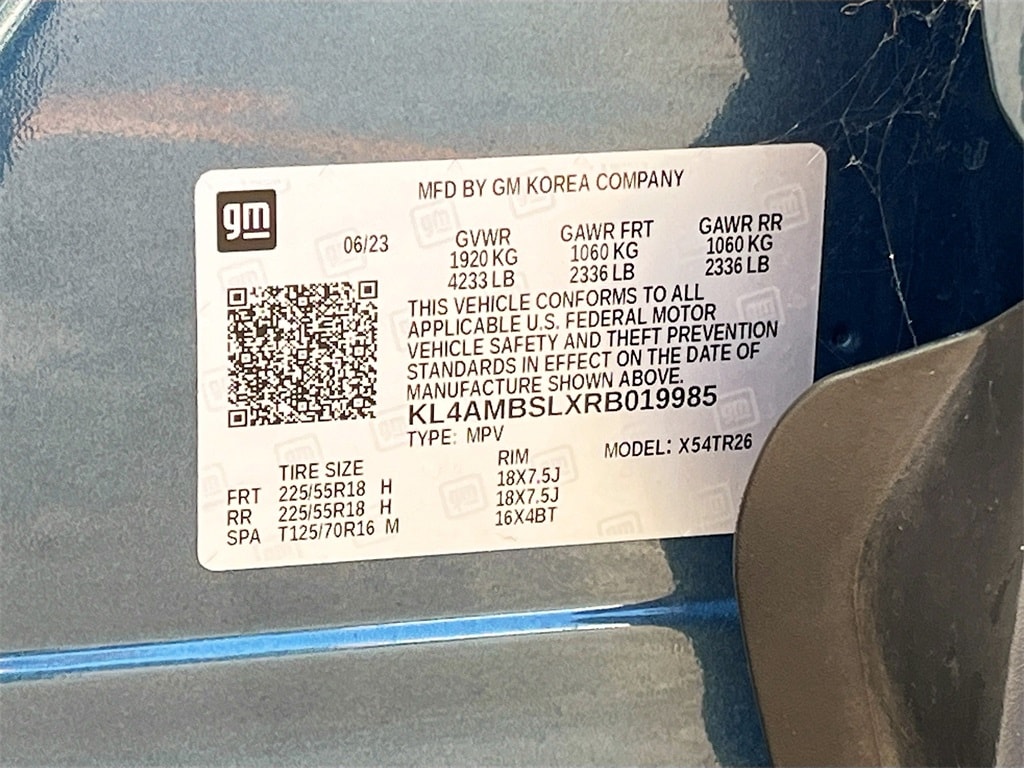 MFD BY GM KOREA COMPANY
gm
06/23
GVWR GAWR FRT GAWR RR
1920 KG 1060 KG 1060 KG
4233 LB 2336 LB 2336 LB
THIS VEHICLE CONFORMS TO ALL
APPLICABLE U.S. FEDERAL MOTOR
VEHICLE SAFETY AND THEFT PREVENTION
STANDARDS IN EFFECT ON THE DATE OF
MANUFACTURE SHOWN ABOVE.
KL4AMBSLXRB019985
TYPE: MPV MODEL: X54TR26
TIRE SIZE RIM
FRT 225/55R18 H 18X7.5J
RR 225/55R18 H 18X7.5J
SPA T125/70R16 M 16X4BT